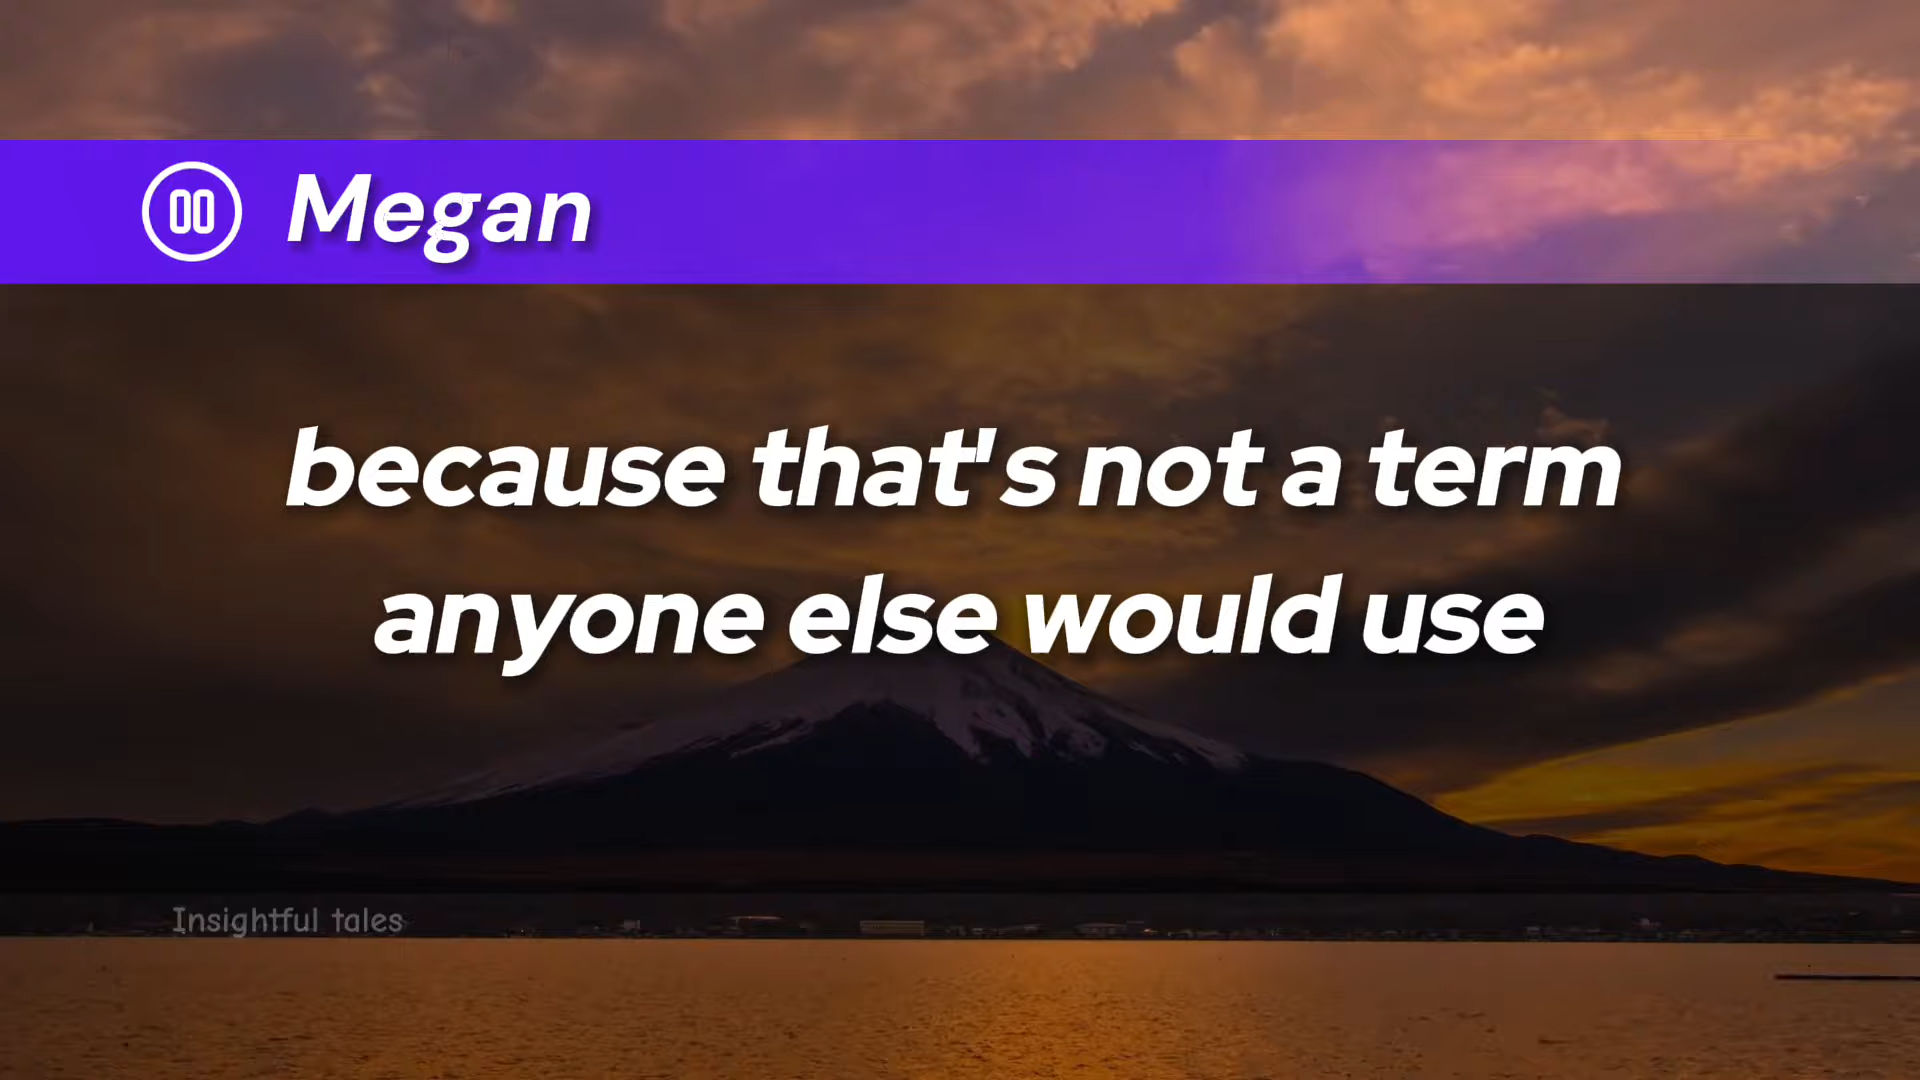 Megan
because that's not a term
anyone else would use
Insightful tales